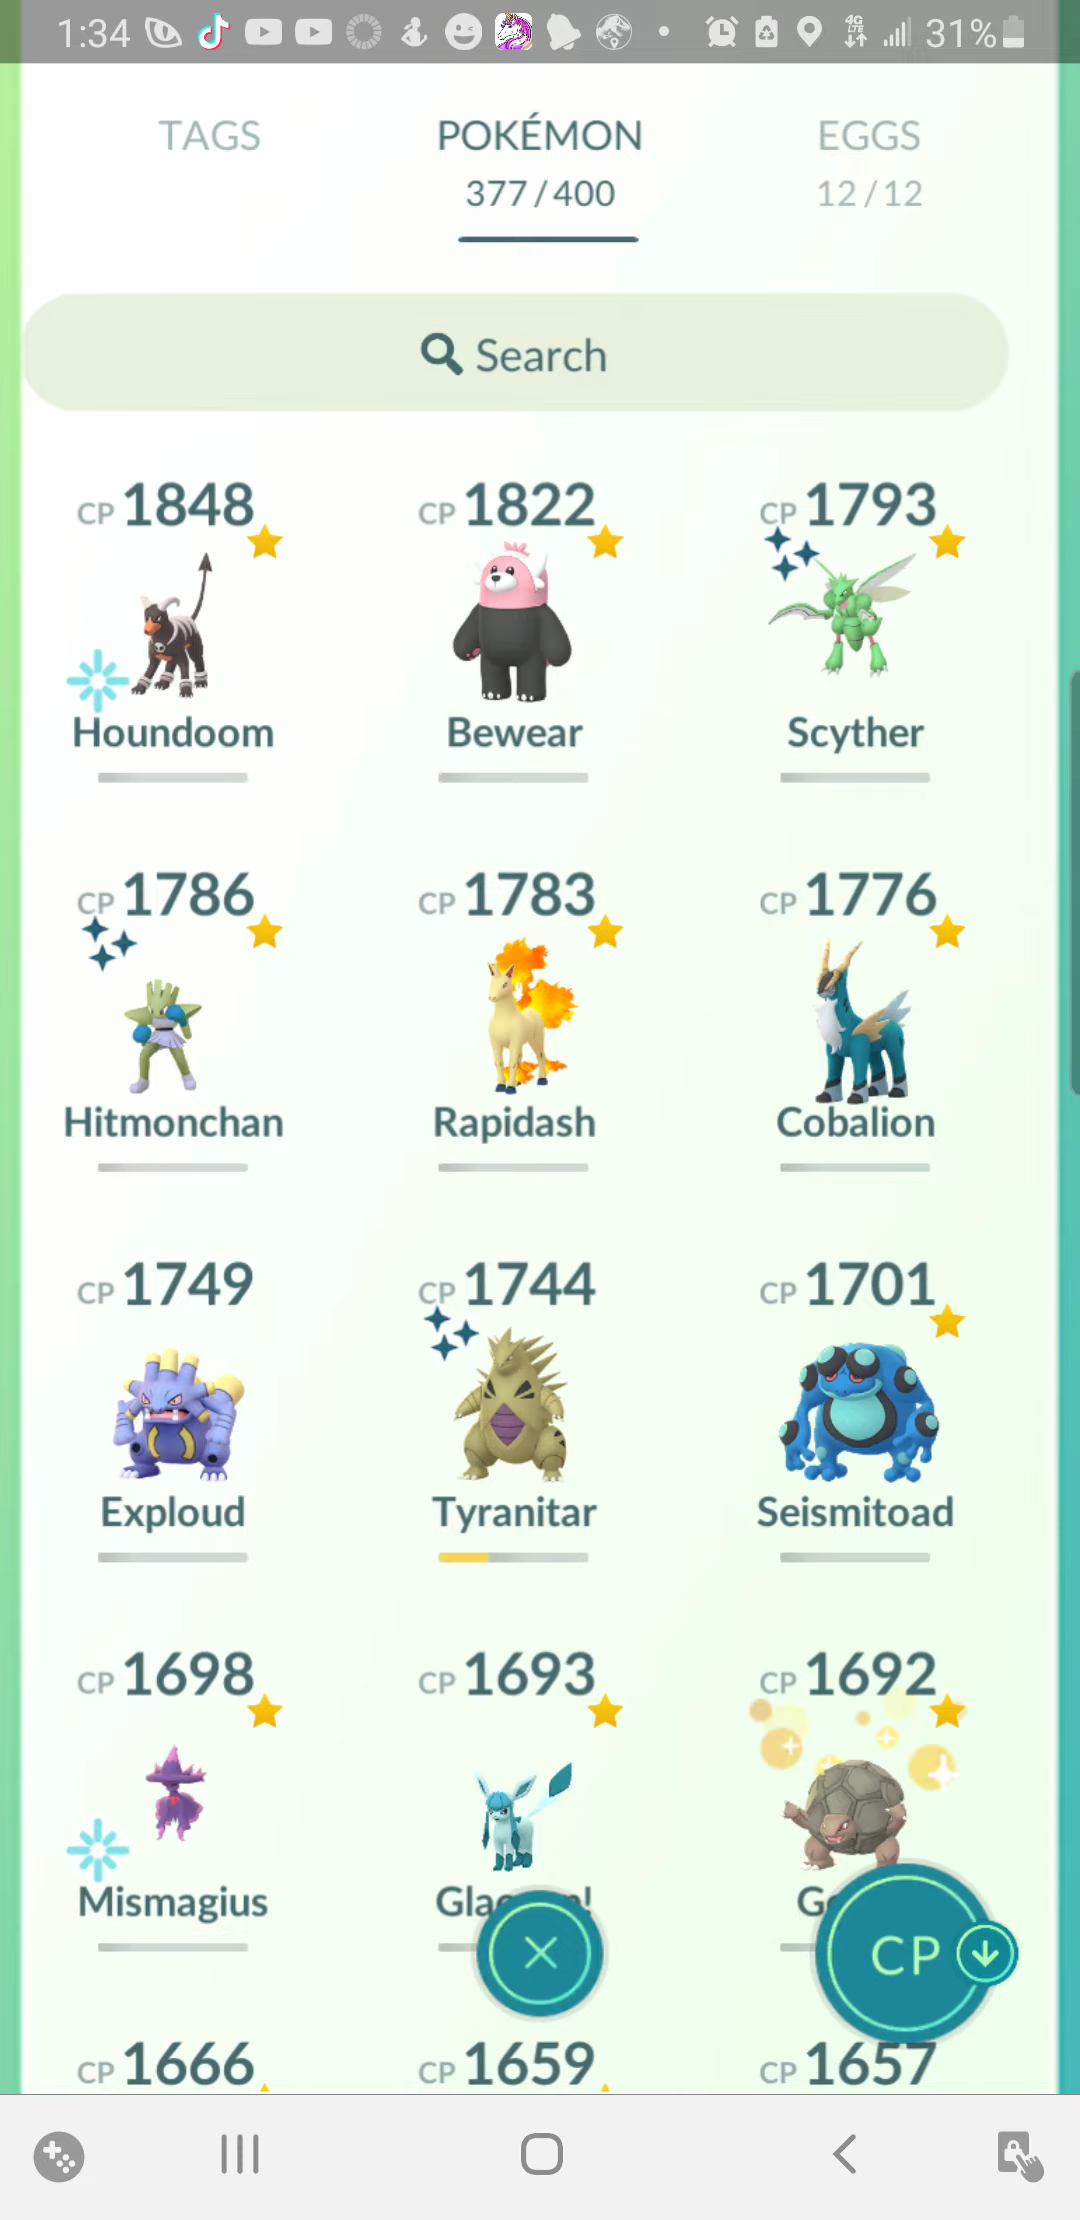 1:34 4G LTE 31%
TAGS POKÉMON EGGS
377/400 12/12
Search
CP 1848 CP 1822 CP 1793
Houndoom Bewear Scyther
CP 1786 CP 1783 CP 1776
Hitmonchan Rapidash Cobalion
CP 1749 CP 1744 CP 1701
Exploud Tyranitar Seismitoad
CP 1698 CP 1693 CP 1692
Mismagius
CP
CP 1666 CP 1659 CP 1657